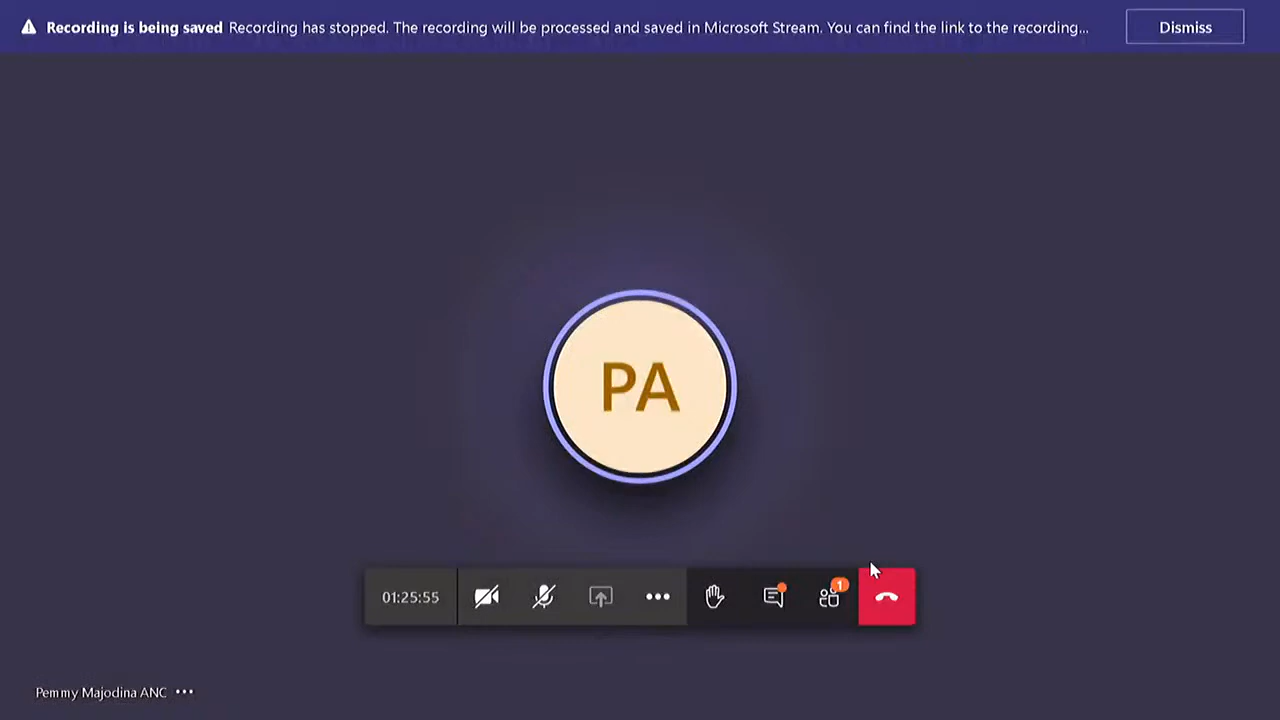 Recording is being saved Recording has stopped. The recording will be processed and saved in Microsoft Stream. You can find the link to the recording... Dismiss
PA
01:25:55 1
Pemmy Majodina ANC